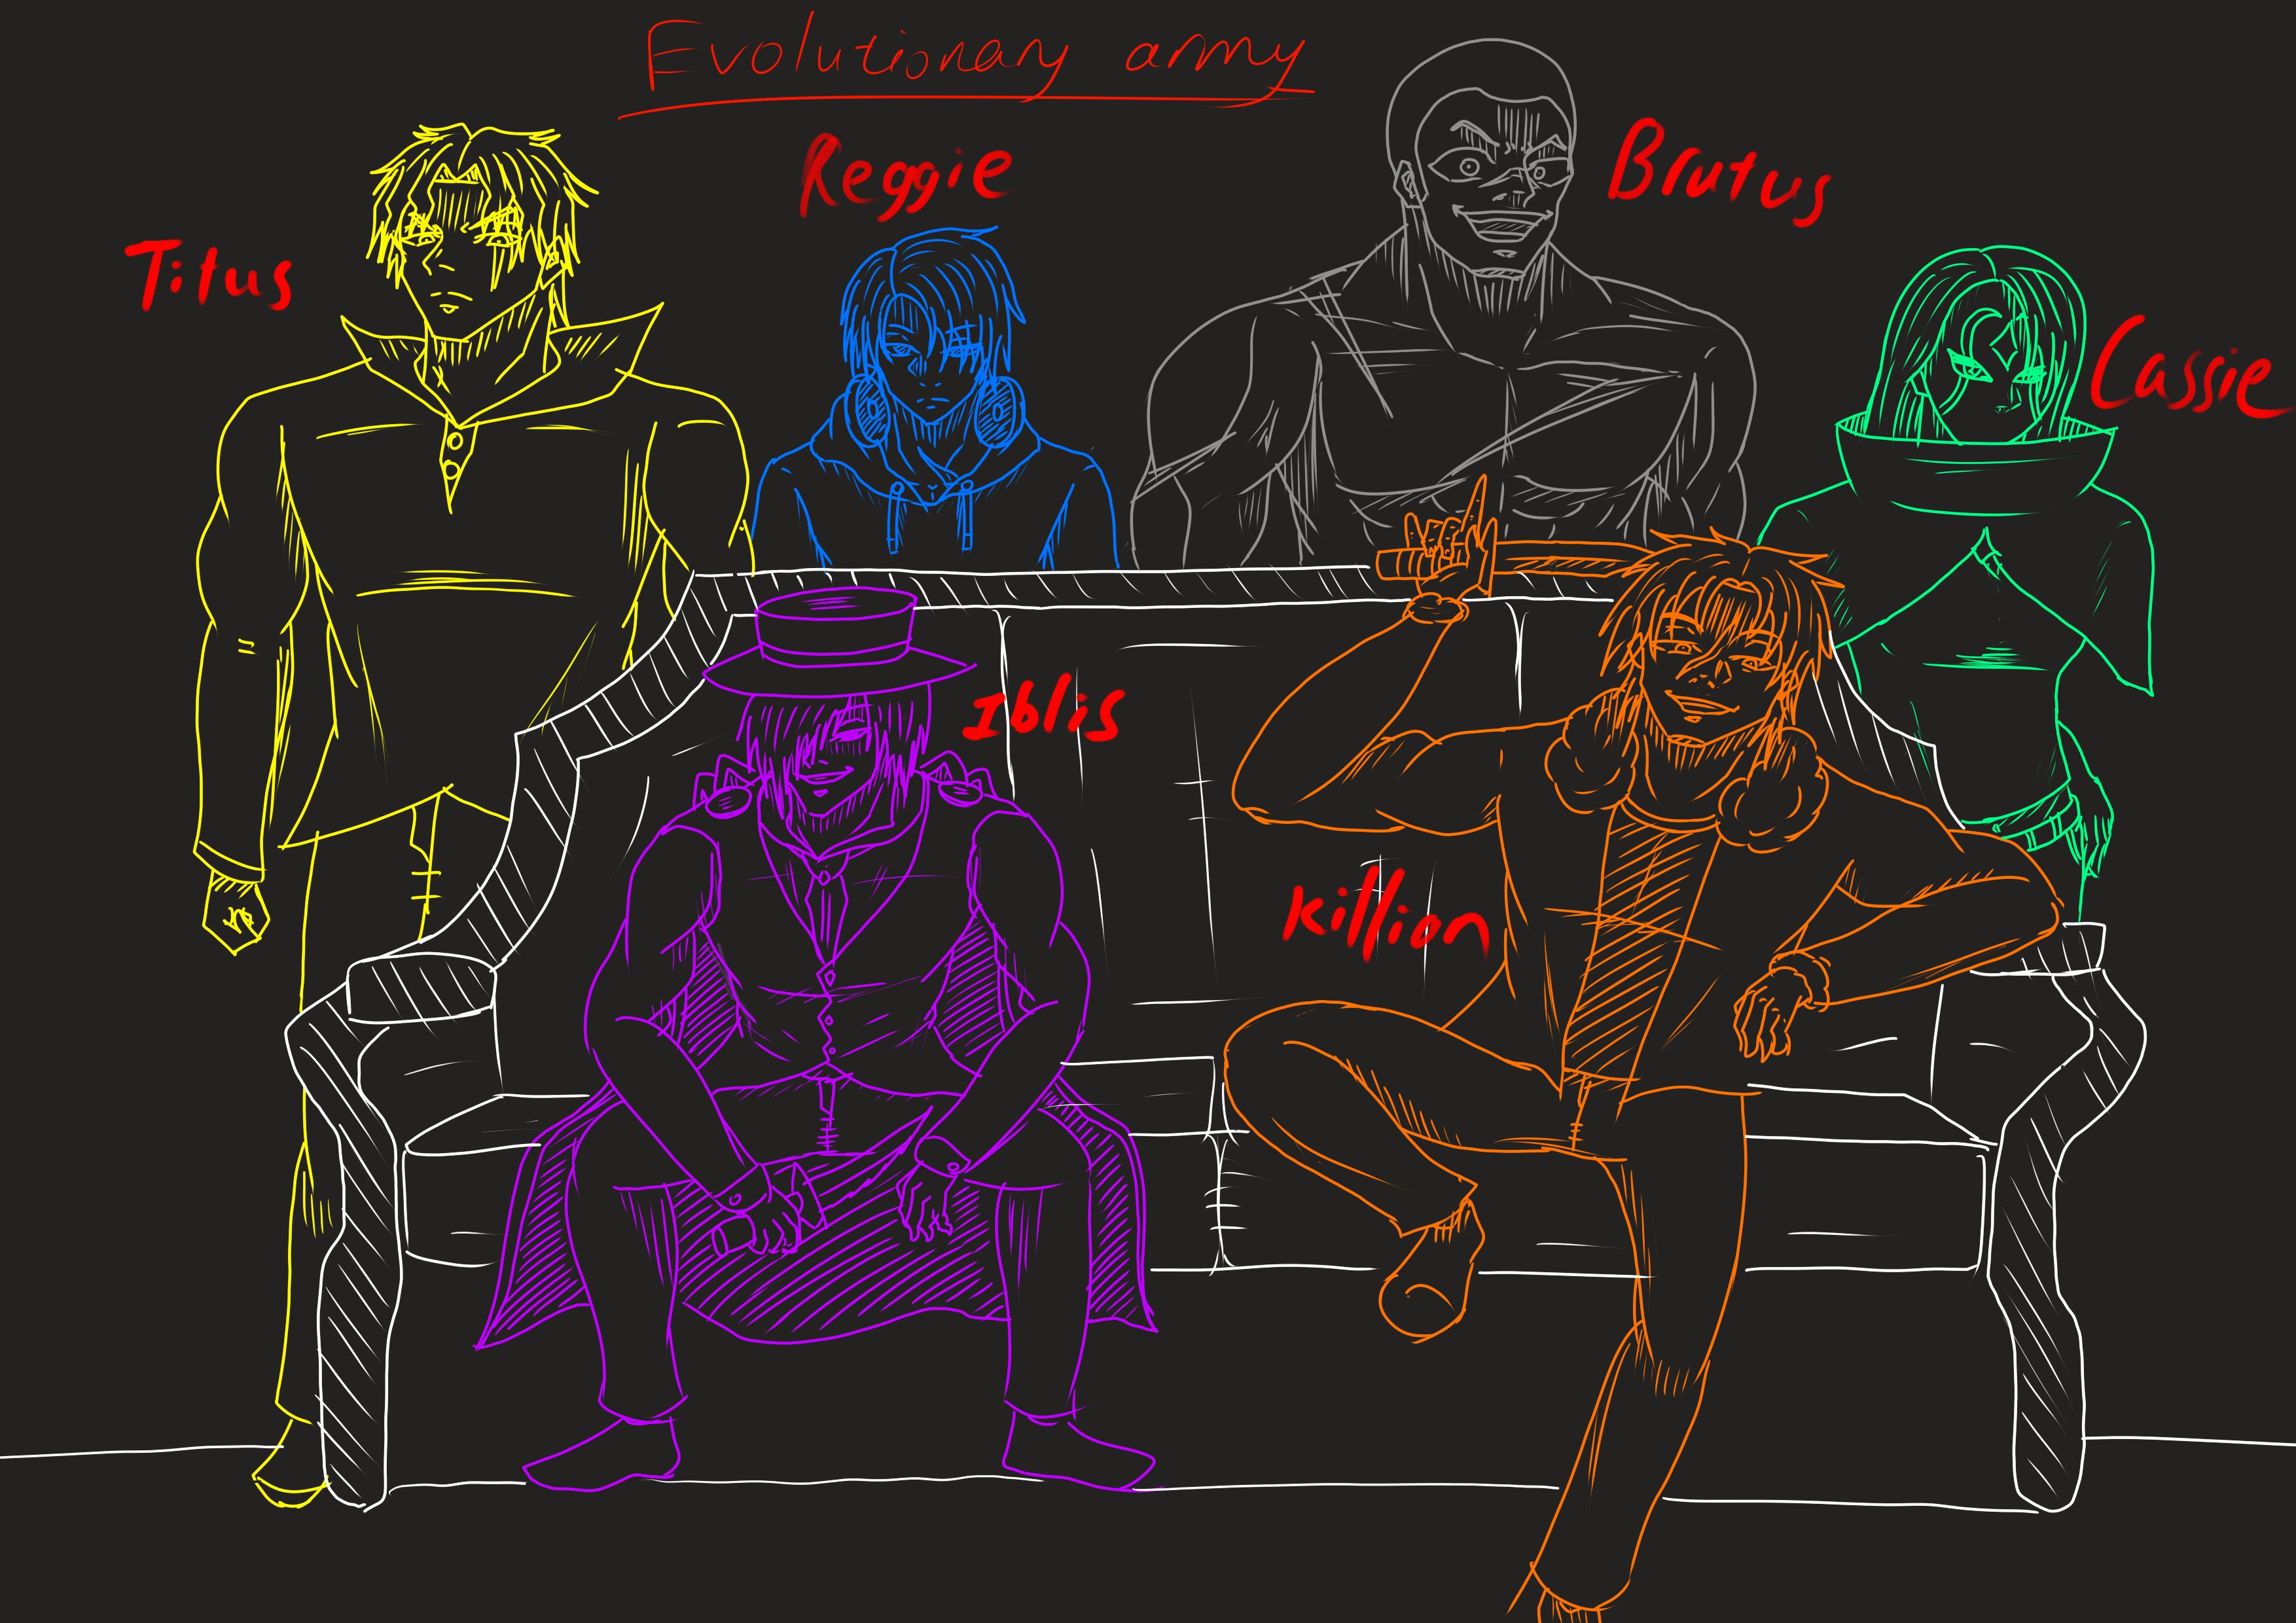 Evolutionary army
Reggie
Brutus
Titus
Cassie
Iblis
killion